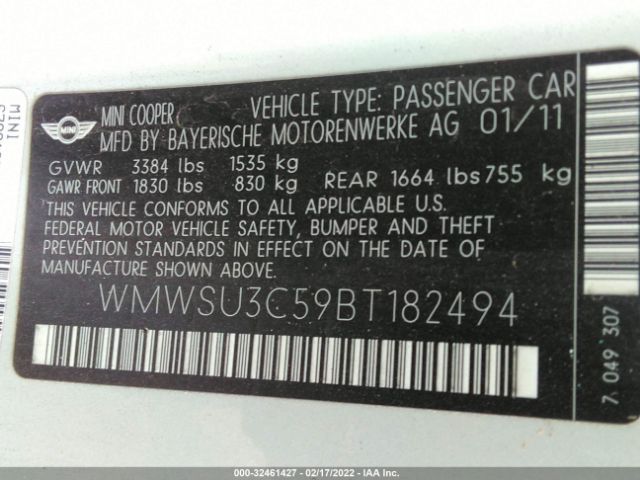 MINI
MINI COOPER VEHICLE TYPE: PASSENGER CAR
MINI
MFD BY BAYERISCHE MOTORENWERKE AG 01/11
GVWR 3384 lbs 1535 kg
GAWR FRONT 1830 lbs 830 kg REAR 1664 lbs 755 kg
THIS VEHICLE CONFORMS TO ALL APPLICABLE U.S.
FEDERAL MOTOR VEHICLE SAFETY, BUMPER AND THEFT
PREVENTION STANDARDS IN EFFECT ON THE DATE OF
MANUFACTURE SHOWN ABOVE.
WMWSU3C59BT182494
7 049 307
000-32461427 - 02/17/2022 - IAA, Inc.